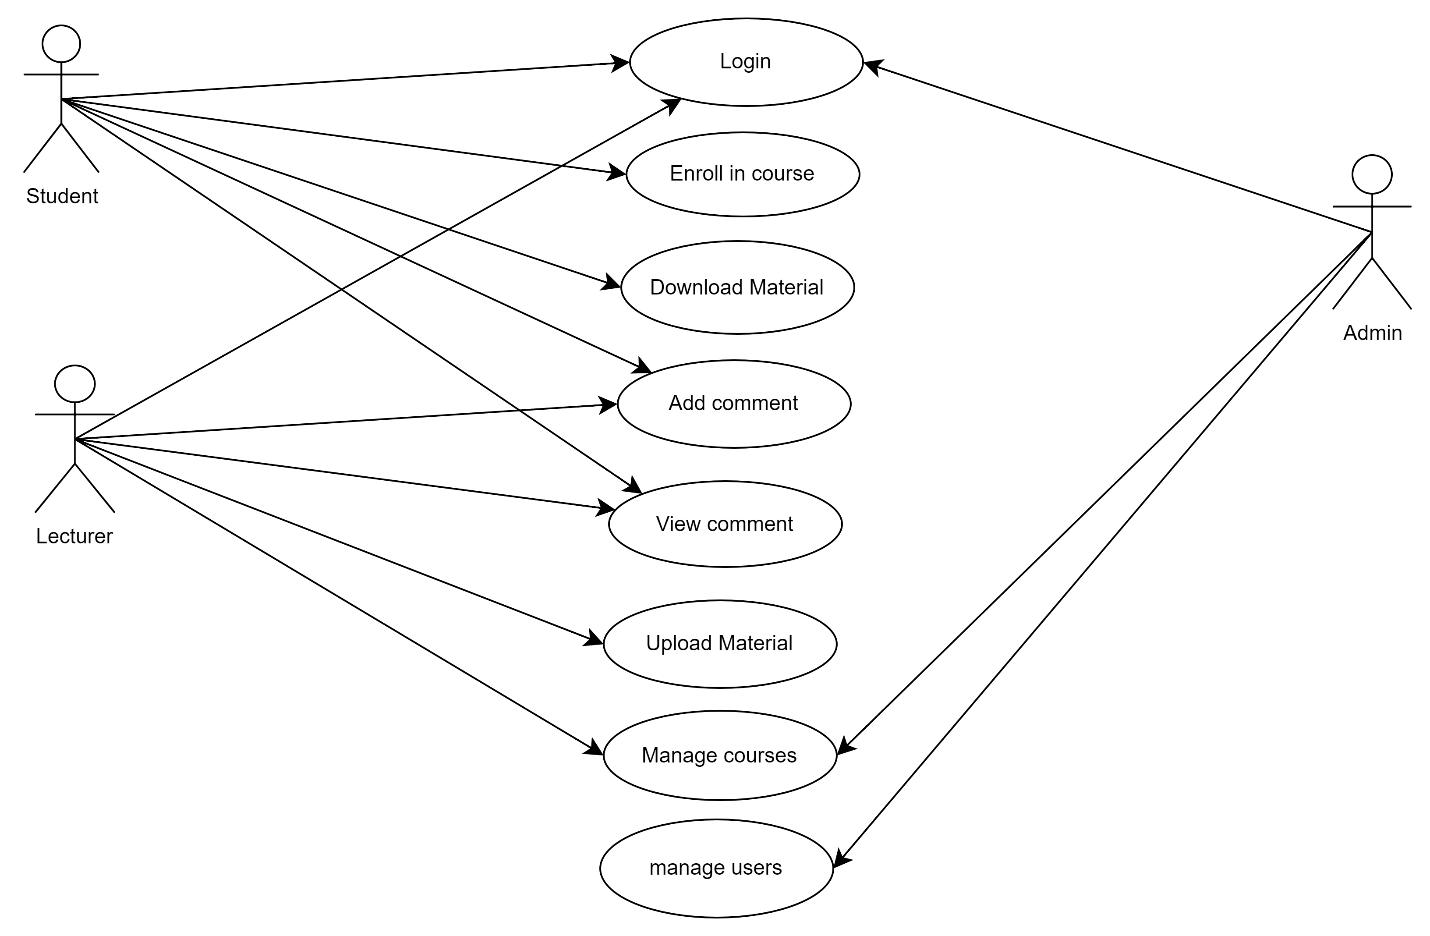 Login
Enroll in course
Student
Download Material
Admin
Add comment
View comment
Lecturer
Upload Material
Manage courses
manage users